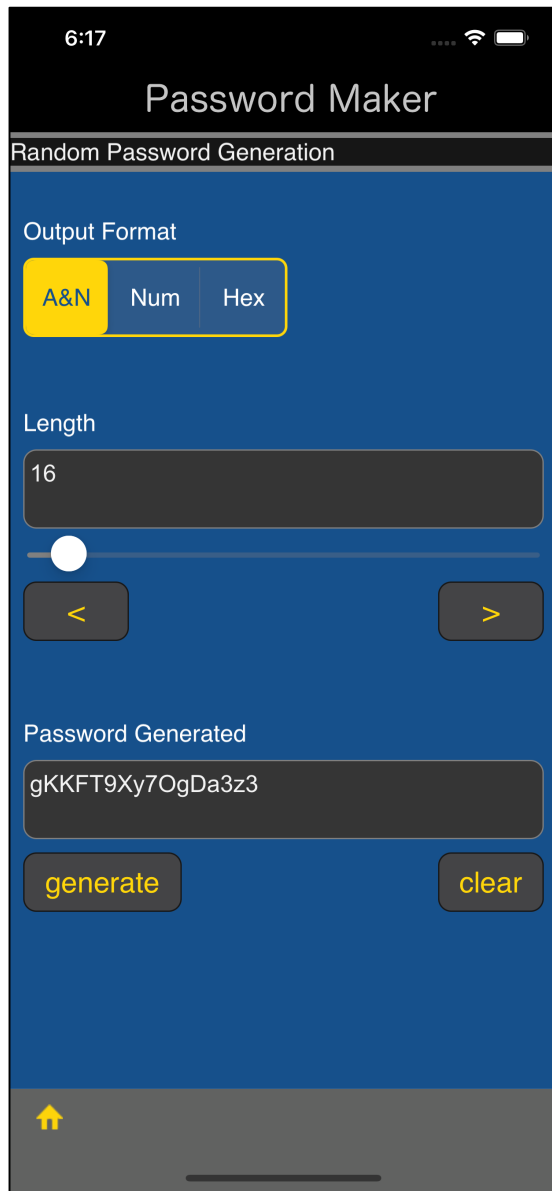 6:17
Password Maker
Random Password Generation
Output Format
A&N Num Hex
Length
16
< >
Password Generated
gKKFT9Xy7OgDa3z3
generate clear